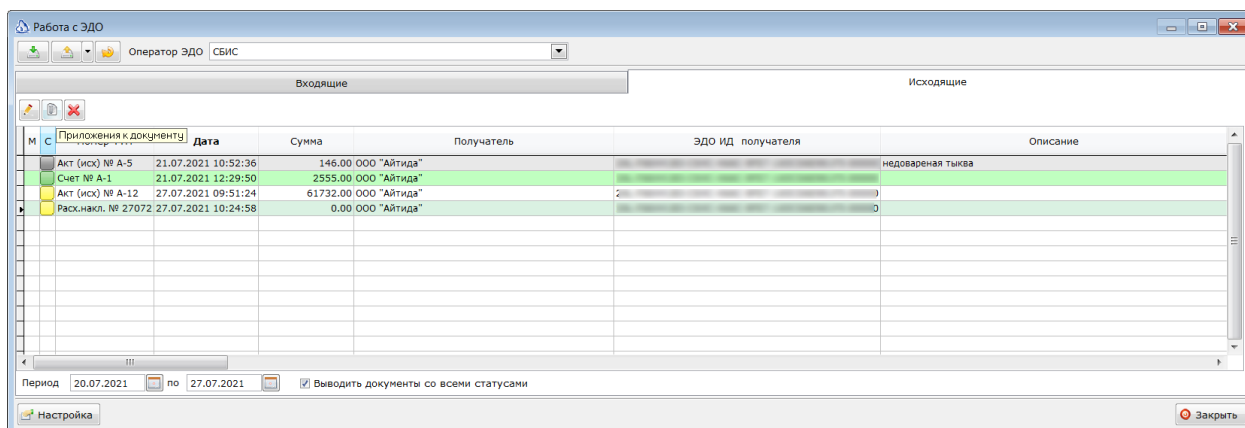 Работа с ЭДО
Оператор ЭДО СБИС
Входящие Исходящие
Приложения к документу
М С Дата Сумма Получатель ЭДО ИД получателя Описание
Акт (исх) № А-5 21.07.2021 10:52:36 146.00 ООО "Айтида" недовареная тыква
Счет № А-1 21.07.2021 12:29:50 2555.00 ООО "Айтида"
Акт (исх) № А-12 27.07.2021 09:51:24 61732.00 ООО "Айтида"
Расх.накл. № 27072 27.07.2021 10:24:58 0.00 ООО "Айтида"
Период 20.07.2021 по 27.07.2021 Выводить документы со всеми статусами
Настройка Закрыть